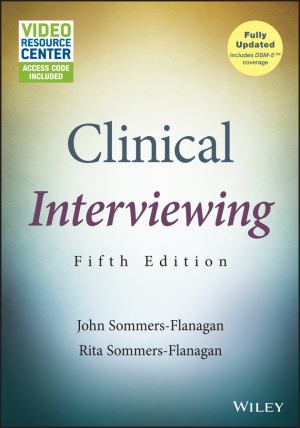 VIDEO
RESOURCE
CENTER
ACCESS CODE
INCLUDED
Fully
Updated
Includes DSM-5™
coverage
Clinical
Interviewing
Fifth Edition
John Sommers-Flanagan
Rita Sommers-Flanagan
WILEY